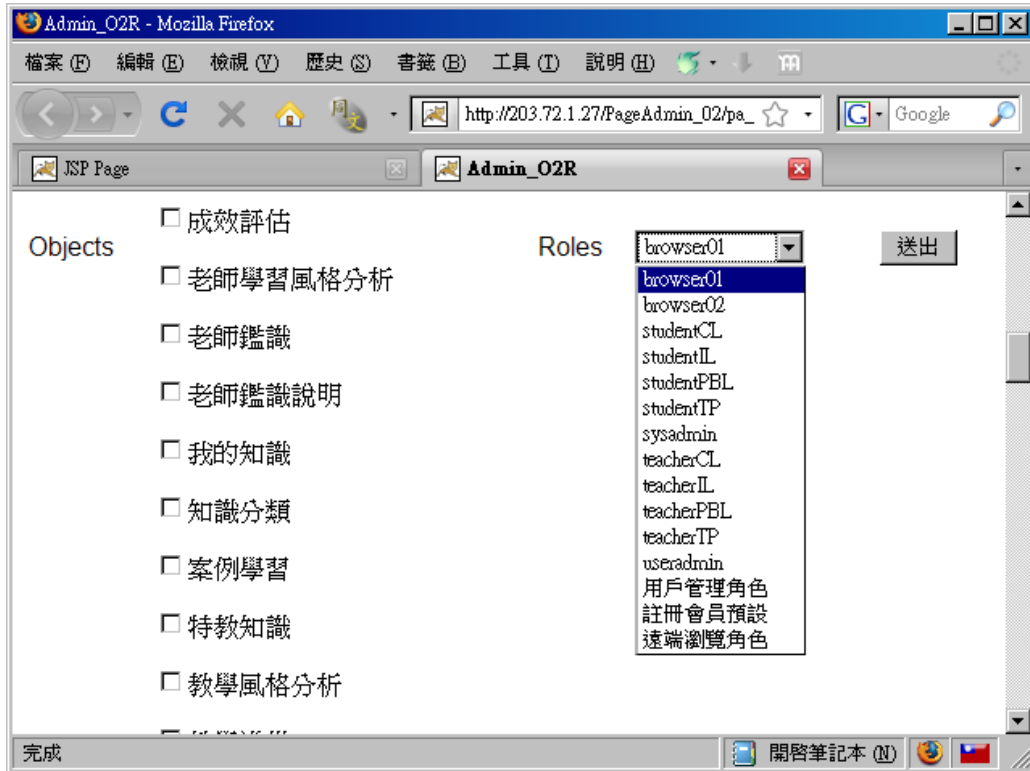 Admin_O2R - Mozilla Firefox
檔案 (F) 編輯 (E) 檢視 (V) 歷史 (S) 書籤 (B) 工具 (T) 說明 (H)
http://203.72.1.27/PageAdmin_02/pa_ Google
JSP Page Admin_O2R
成效評估
Objects Roles browser01 送出
老師學習風格分析
browser01
browser02
老師鑑識
studentCL
studentIL
老師鑑識說明
studentPBL
studentTP
我的知識
sysadmin
teacherCL
知識分類
teacherIL
teacherPBL
teacherTP
案例學習
useradmin
用戶管理角色
特教知識
註冊會員預設
遠端瀏覽角色
教學風格分析
完成 開啓筆記本 (N)